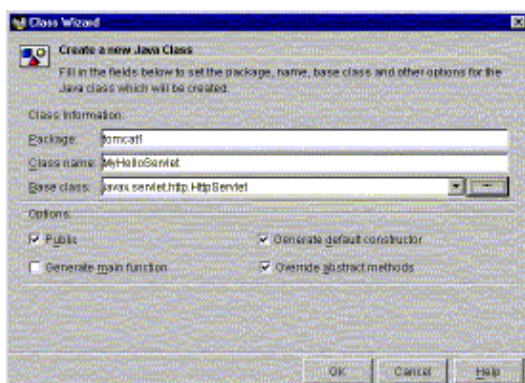 Class Wizard
Create a new Java Class
Fill in the fields below to set the package, name, base class and other options for the
Java class which will be created.
Class Information:
Package: tomcat1
Class name: MyHelloServlet
Base class: javax.servlet.http.HttpServlet ...
Options:
Public Generate default constructor
Generate main function Override abstract methods
OK Cancel Help